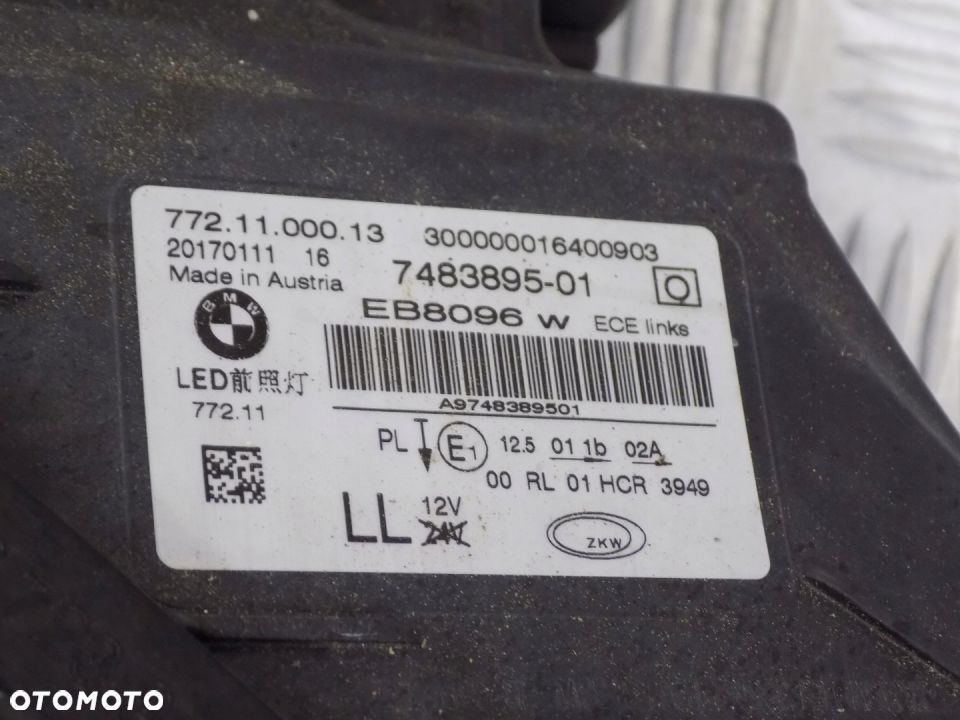 772.11.000.13 300000016400903
20170111 16
Made in Austria
7483895-01
Q
EB8096 w ECE links
BMW
LED前照灯
772.11
A9748389501
PL E1 12.5 01 1b 02A
00 RL 01 HCR 3949
LL 12V
24V
ZKW
OTOMOTO